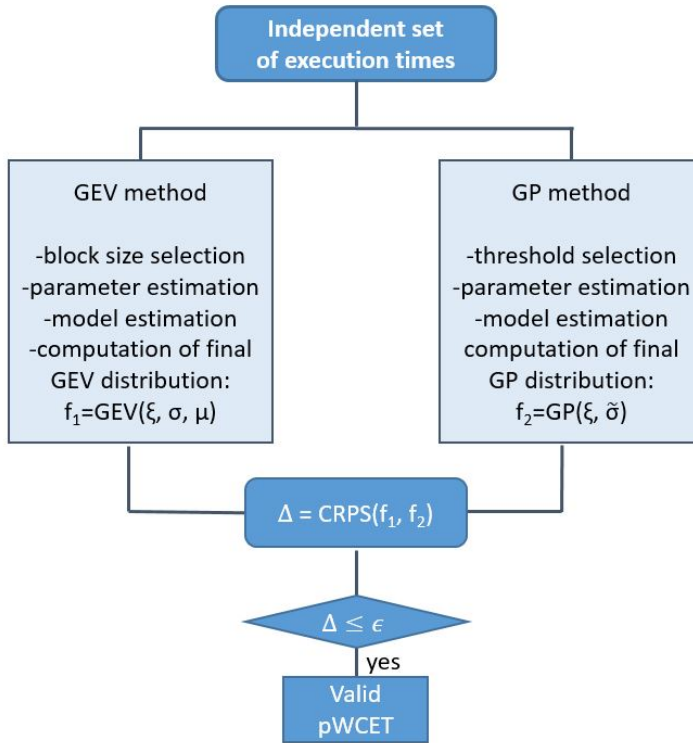 Independent set
of execution times
GEV method
-block size selection
-parameter estimation
-model estimation
-computation of final
GEV distribution:
f₁=GEV(ξ, σ, μ)
GP method
-threshold selection
-parameter estimation
-model estimation
computation of final
GP distribution:
f₂=GP(ξ, σ̃)
Δ = CRPS(f₁, f₂)
Δ ≤ ϵ
yes
Valid
pWCET